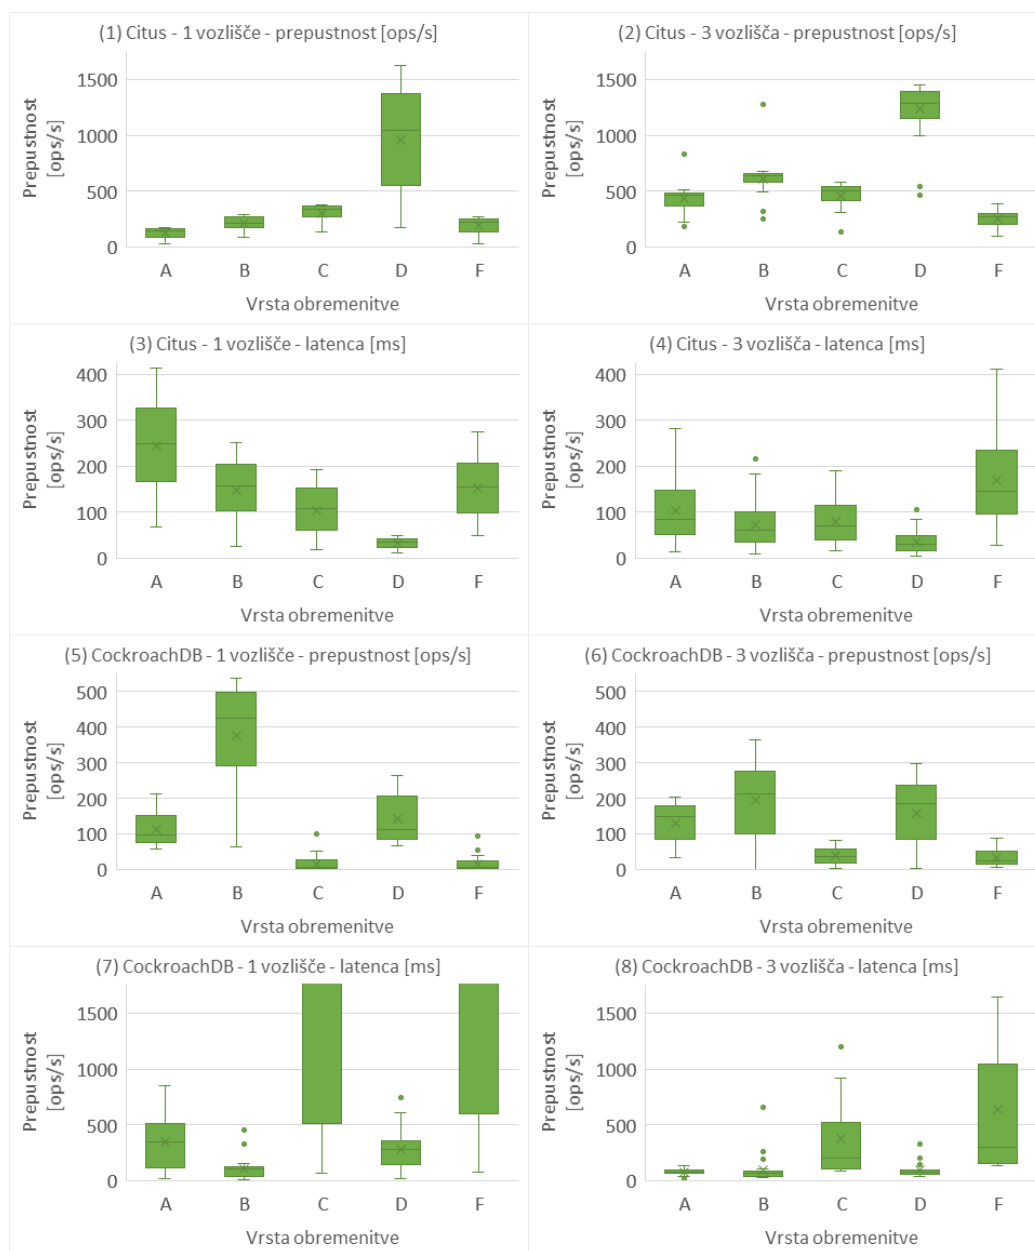 (1) Citus - 1 vozlišče - prepustnost [ops/s]
Prepustnost
[ops/s]
1500
1000
500
0
A B C D F
Vrsta obremenitve
(2) Citus - 3 vozlišča - prepustnost [ops/s]
Prepustnost
[ops/s]
1500
1000
500
0
A B C D F
Vrsta obremenitve
(3) Citus - 1 vozlišče - latenca [ms]
Prepustnost
[ops/s]
400
300
200
100
0
A B C D F
Vrsta obremenitve
(4) Citus - 3 vozlišča - latenca [ms]
Prepustnost
[ops/s]
400
300
200
100
0
A B C D F
Vrsta obremenitve
(5) CockroachDB - 1 vozlišče - prepustnost [ops/s]
Prepustnost
[ops/s]
500
400
300
200
100
0
A B C D F
Vrsta obremenitve
(6) CockroachDB - 3 vozlišča - prepustnost [ops/s]
Prepustnost
[ops/s]
500
400
300
200
100
0
A B C D F
Vrsta obremenitve
(7) CockroachDB - 1 vozlišče - latenca [ms]
Prepustnost
[ops/s]
1500
1000
500
0
A B C D F
Vrsta obremenitve
(8) CockroachDB - 3 vozlišča - latenca [ms]
Prepustnost
[ops/s]
1500
1000
500
0
A B C D F
Vrsta obremenitve